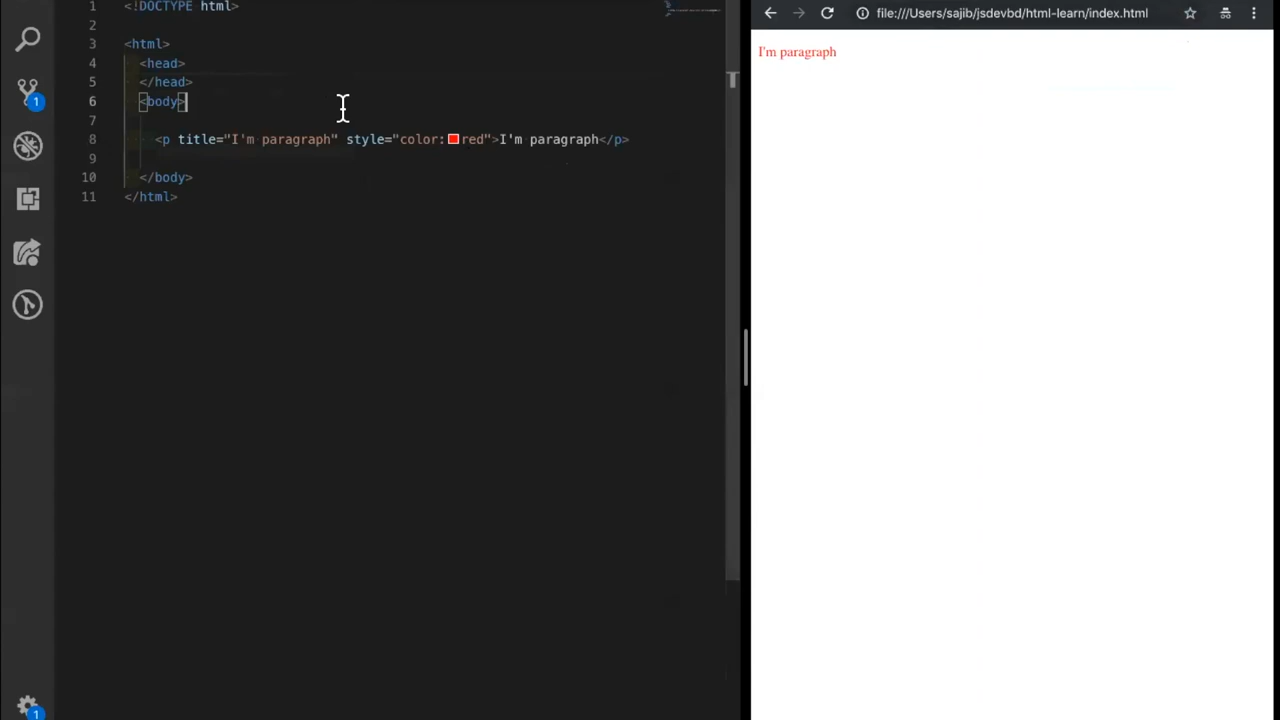 1 <!DOCTYPE html>
2
3 <html>
4 <head>
5 </head>
6 <body>
7
8 <p title="I'm paragraph" style="color:red">I'm paragraph</p>
9
10 </body>
11 </html>
1
1
file:///Users/sajib/jsdevbd/html-learn/index.html
I'm paragraph
T